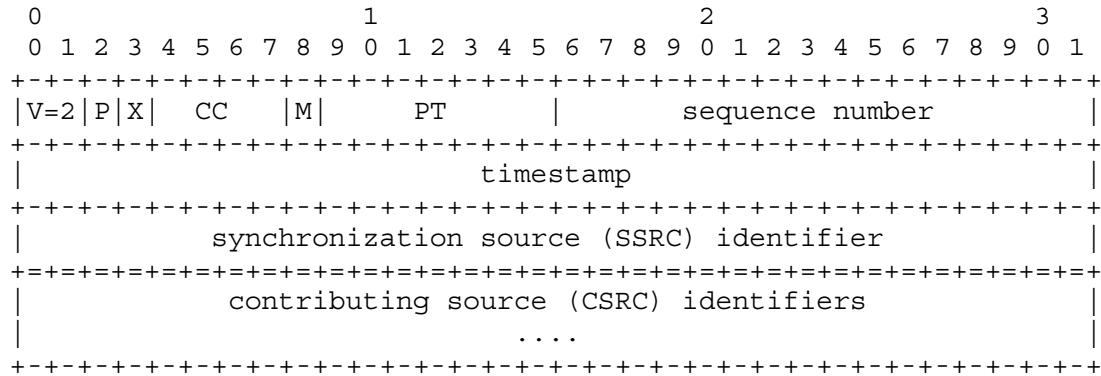 0                   1                   2                   3
 0 1 2 3 4 5 6 7 8 9 0 1 2 3 4 5 6 7 8 9 0 1 2 3 4 5 6 7 8 9 0 1
+-+-+-+-+-+-+-+-+-+-+-+-+-+-+-+-+-+-+-+-+-+-+-+-+-+-+-+-+-+-+-+-+
|V=2|P|X|  CC   |M|     PT      |       sequence number         |
+-+-+-+-+-+-+-+-+-+-+-+-+-+-+-+-+-+-+-+-+-+-+-+-+-+-+-+-+-+-+-+-+
|                           timestamp                           |
+-+-+-+-+-+-+-+-+-+-+-+-+-+-+-+-+-+-+-+-+-+-+-+-+-+-+-+-+-+-+-+-+
|           synchronization source (SSRC) identifier            |
+=+=+=+=+=+=+=+=+=+=+=+=+=+=+=+=+=+=+=+=+=+=+=+=+=+=+=+=+=+=+=+=+
|            contributing source (CSRC) identifiers             |
|                             ....                              |
+-+-+-+-+-+-+-+-+-+-+-+-+-+-+-+-+-+-+-+-+-+-+-+-+-+-+-+-+-+-+-+-+